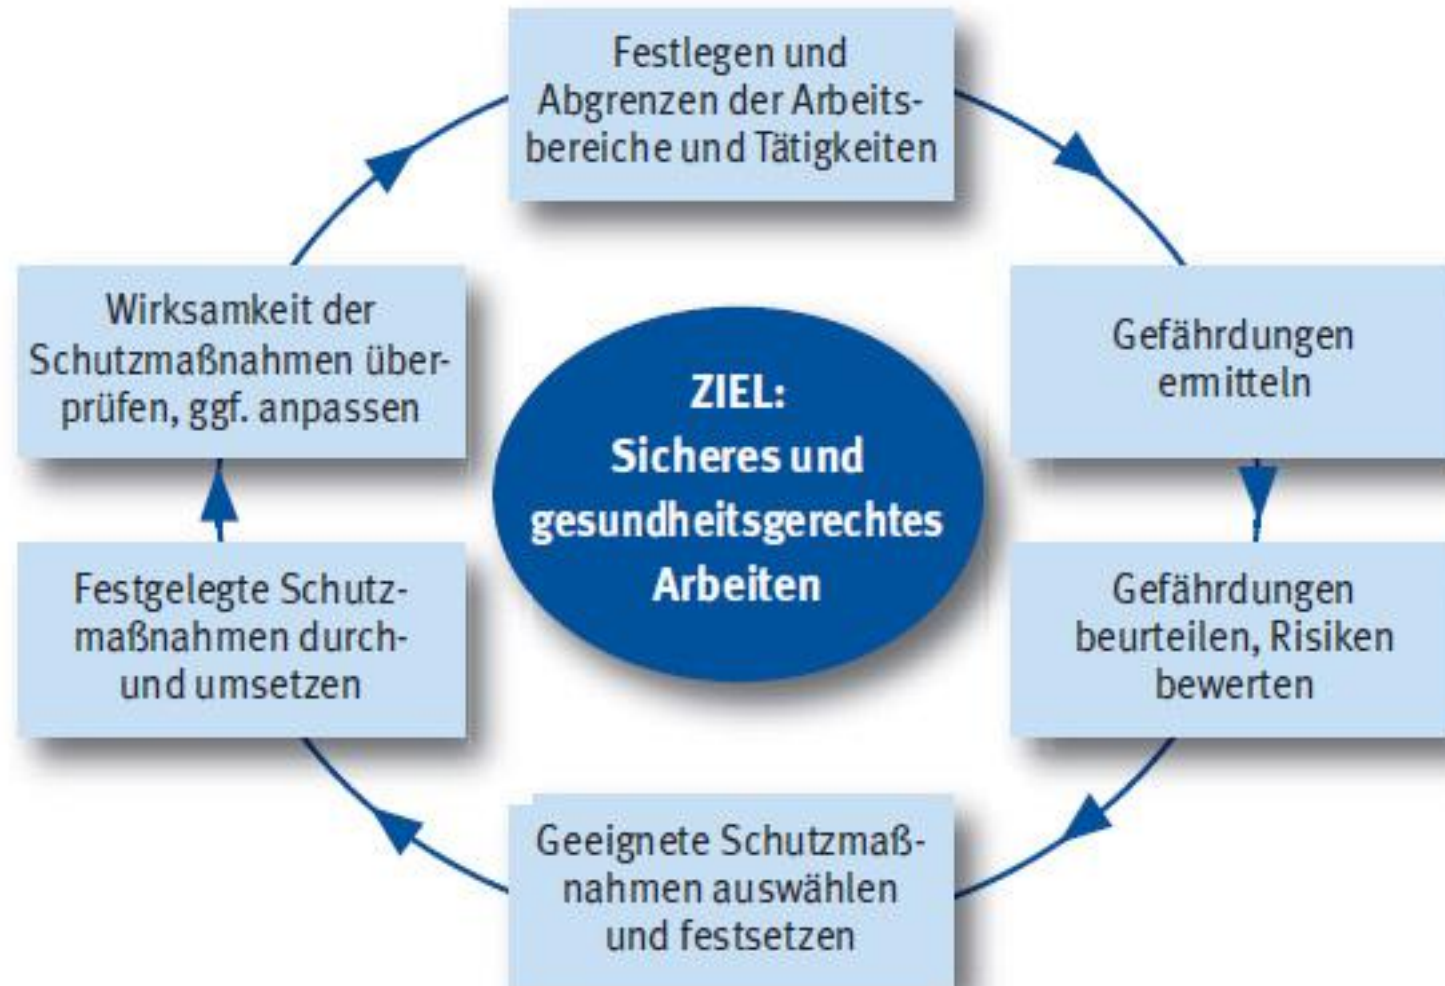 Festlegen und
Abgrenzen der Arbeits-
bereiche und Tätigkeiten
Gefährdungen
ermitteln
Gefährdungen
beurteilen, Risiken
bewerten
Geeignete Schutzmaß-
nahmen auswählen
und festsetzen
Festgelegte Schutz-
maßnahmen durch-
und umsetzen
Wirksamkeit der
Schutzmaßnahmen über-
prüfen, ggf. anpassen
ZIEL:
Sicheres und
gesundheitsgerechtes
Arbeiten